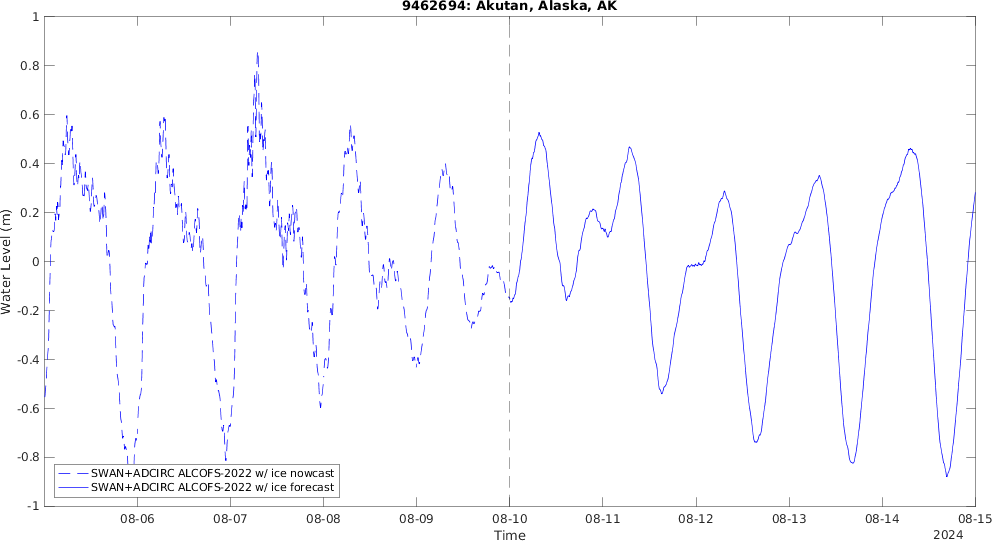 9462694: Akutan, Alaska, AK
1
0.8
0.6
0.4
0.2
0
-0.2
-0.4
-0.6
-0.8
-1
Water Level (m)
SWAN+ADCIRC ALCOFS-2022 w/ ice nowcast
SWAN+ADCIRC ALCOFS-2022 w/ ice forecast
08-06 08-07 08-08 08-09 08-10 08-11 08-12 08-13 08-14 08-15
Time
2024